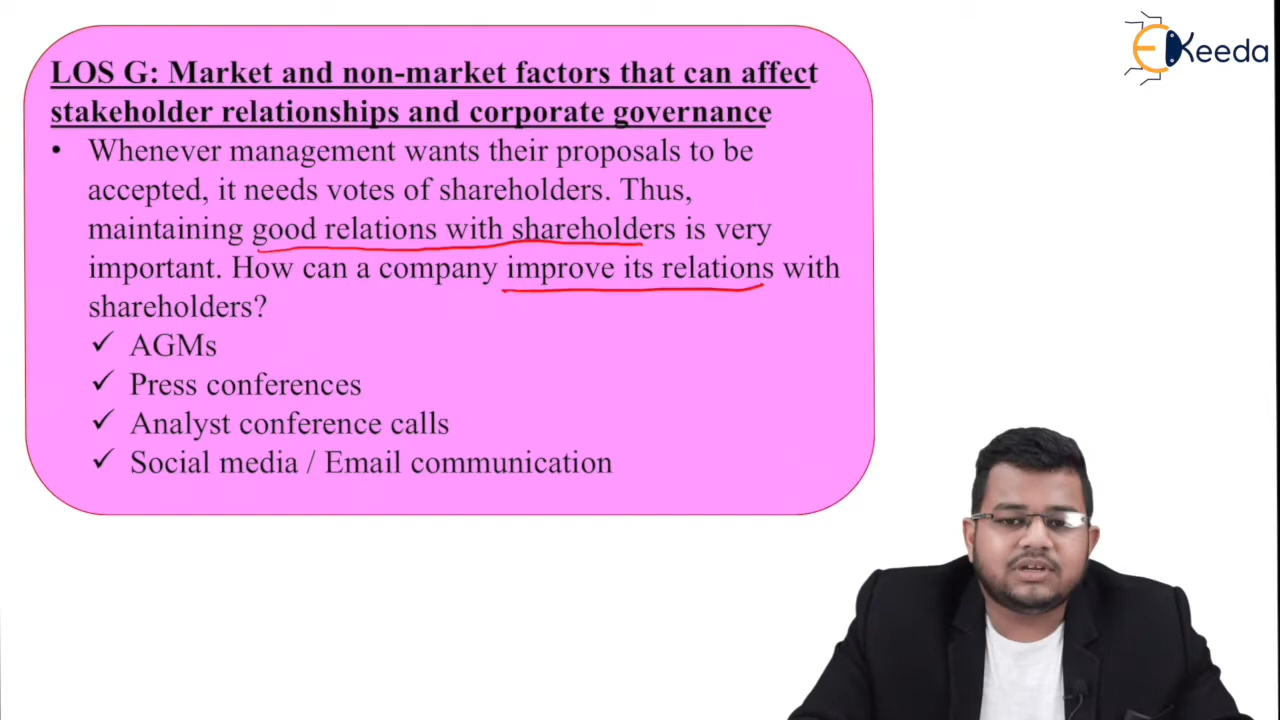 EKeeda
LOS G: Market and non-market factors that can affect
stakeholder relationships and corporate governance
• Whenever management wants their proposals to be
accepted, it needs votes of shareholders. Thus,
maintaining good relations with shareholders is very
important. How can a company improve its relations with
shareholders?
✓ AGMs
✓ Press conferences
✓ Analyst conference calls
✓ Social media / Email communication